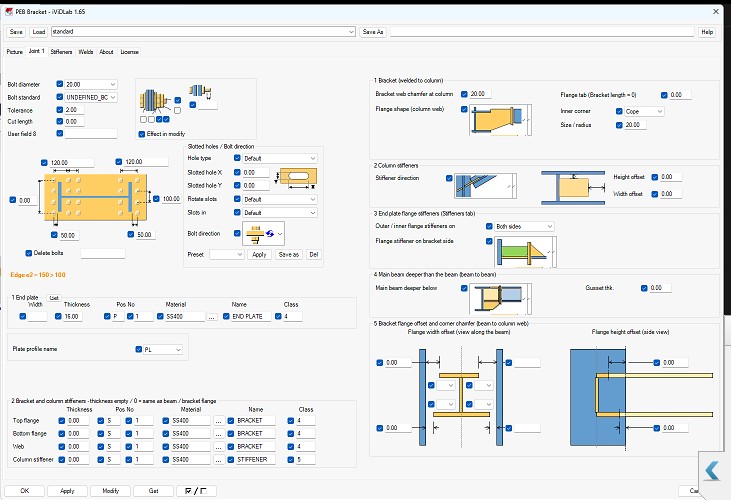 PEB Bracket - iViDLab 1.65
Save Load standard Save As Help
Picture Joint 1 Stiffeners Welds About License
Bolt diameter 20.00
Bolt standard UNDEFINED_BC
Tolerance 2.00
Cut length 0.00
User field 8
Effect in modify
120.00 120.00
0.00 100.00
50.00 50.00
Delete bolts
Edge e2 = 150 > 100
Slotted holes / Bolt direction
Hole type Default
Slotted hole X 0.00
Slotted hole Y 0.00
Rotate slots Default
Slots in Default
Bolt direction
Preset Apply Save as Del
1 End plate Get
Width Thickness Pos No Material Name Class
16.00 P 1 SS400 ... END PLATE 4
Plate profile name PL
2 Bracket and column stiffeners - thickness empty / 0 = same as beam / bracket flange
Thickness Pos No Material Name Class
Top flange 0.00 S 1 SS400 ... BRACKET 4
Bottom flange 0.00 S 1 SS400 ... BRACKET 4
Web 0.00 S 1 SS400 ... BRACKET 4
Column stiffener 0.00 S 1 SS400 ... STIFFENER 5
1 Bracket (welded to column)
Bracket web chamfer at column 20.00 Flange tab (Bracket length = 0) 0.00
Flange shape (column web) Inner corner Cope
Size / radius 20.00
2 Column stiffeners
Stiffener direction Height offset 0.00
Width offset 0.00
3 End plate flange stiffeners (Stiffeners tab)
Outer / inner flange stiffeners on Both sides
Flange stiffener on bracket side
4 Main beam deeper than the beam (beam to beam)
Main beam deeper below Gusset thk. 0.00
5 Bracket flange offset and corner chamfer (beam to column web)
Flange width offset (view along the beam) Flange height offset (side view)
0.00 0.00
0.00 0.00
OK Apply Modify Get /